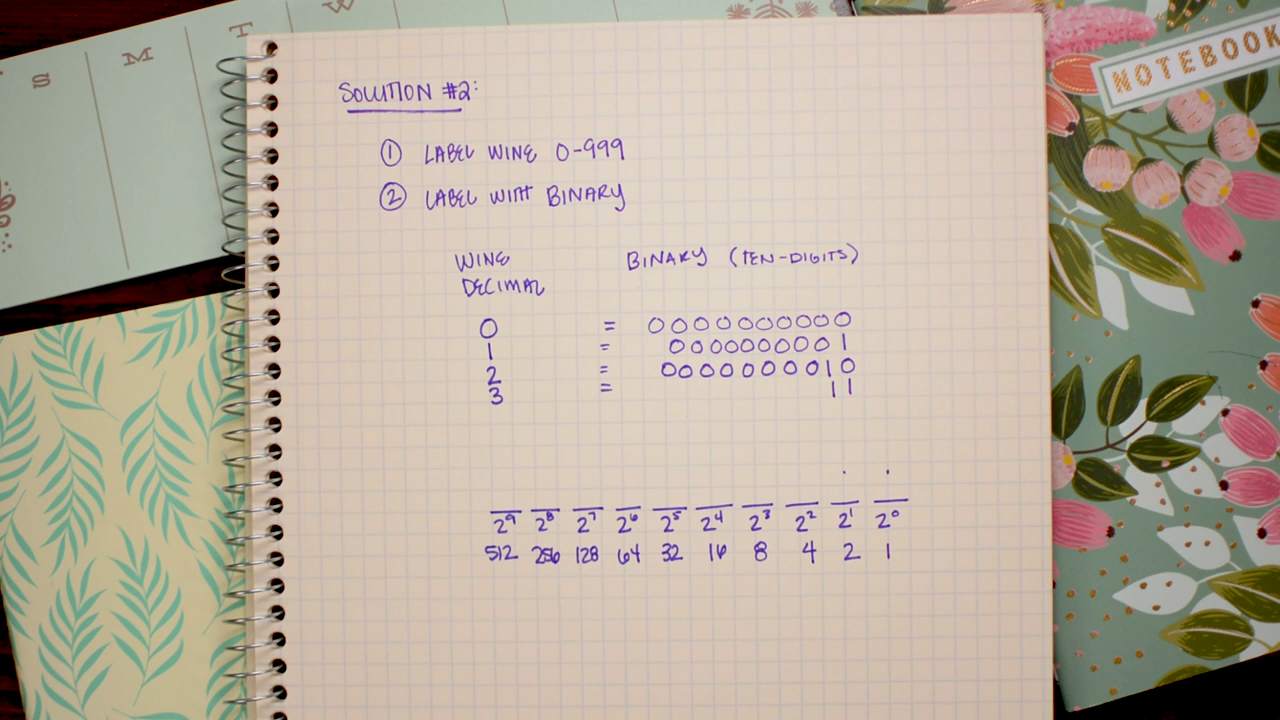 S M T W
NOTEBOOK
SOLUTION #2:
① LABEL WINE 0-999
② LABEL WITH BINARY
WINE BINARY (TEN-DIGITS)
DECIMAL
0 = 0000000000
1 = 000000001
2 = 0000000010
3 = 11
2⁹ 2⁸ 2⁷ 2⁶ 2⁵ 2⁴ 2³ 2² 2¹ 2⁰
512 256 128 64 32 16 8 4 2 1